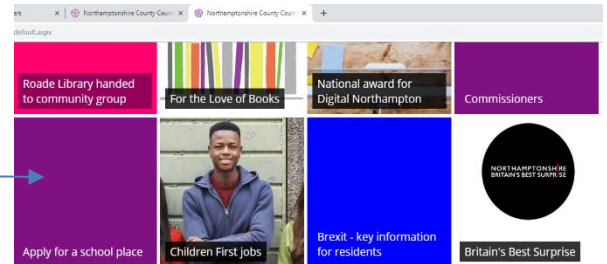 Northamptonshire County Coun
Northamptonshire County Coun
default.aspx
Roade Library handed
to community group
For the Love of Books
National award for
Digital Northampton
Commissioners
Apply for a school place
Children First jobs
Brexit - key information
for residents
NORTHAMPTONSHIRE
BRITAIN'S BEST SURPRISE
Britain's Best Surprise